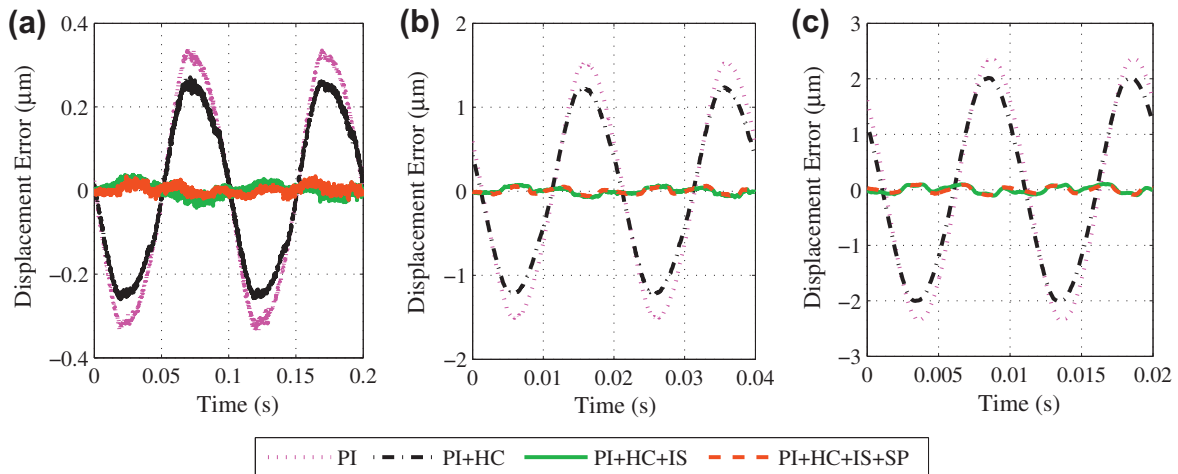 (a)
Displacement Error (μm)
0.4
0.2
0
−0.2
−0.4
0 0.05 0.1 0.15 0.2
Time (s)
(b)
Displacement Error (μm)
2
1
0
−1
−2
0 0.01 0.02 0.03 0.04
Time (s)
(c)
Displacement Error (μm)
3
2
1
0
−1
−2
−3
0 0.005 0.01 0.015 0.02
Time (s)
PI PI+HC PI+HC+IS PI+HC+IS+SP